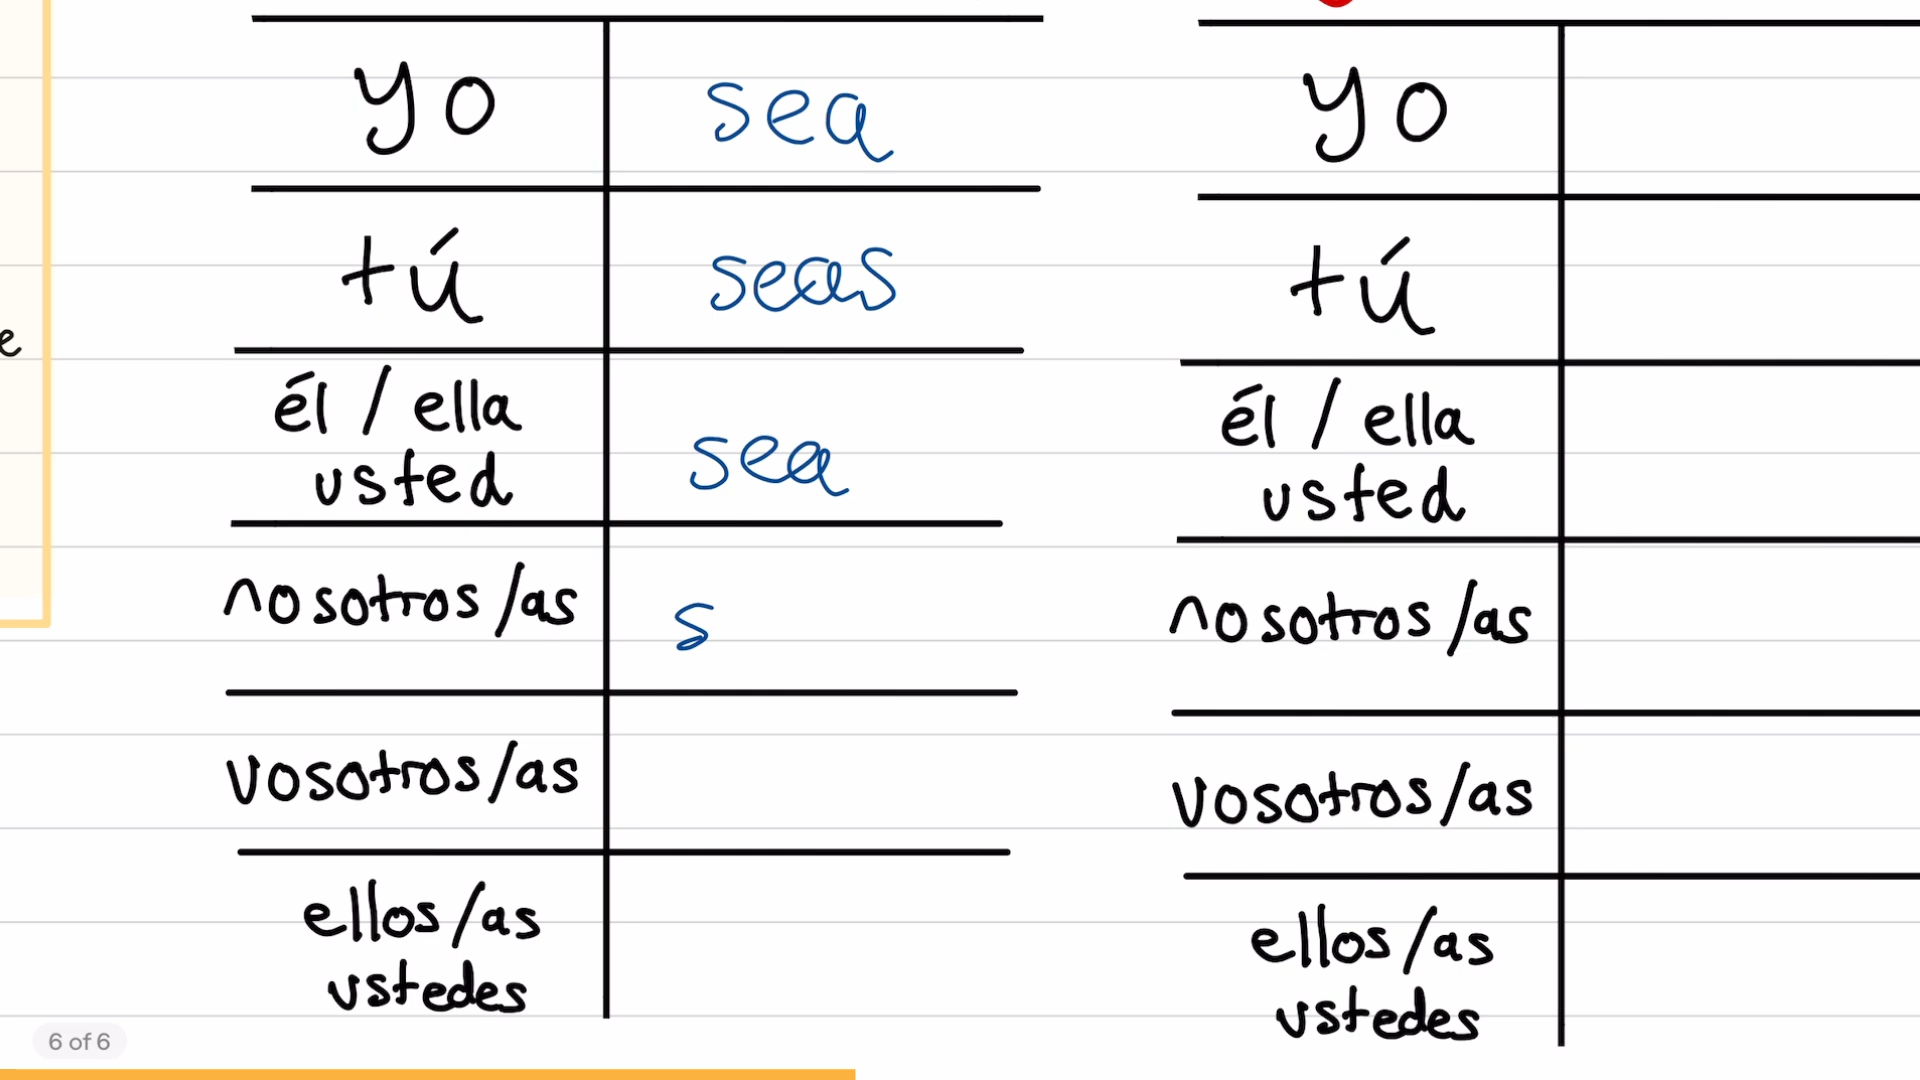 yo sea
tú seas
él / ella
usted sea
nosotros/as s
vosotros/as
ellos/as
ustedes
yo
tú
él / ella
usted
nosotros/as
vosotros/as
ellos/as
ustedes
e
6 of 6